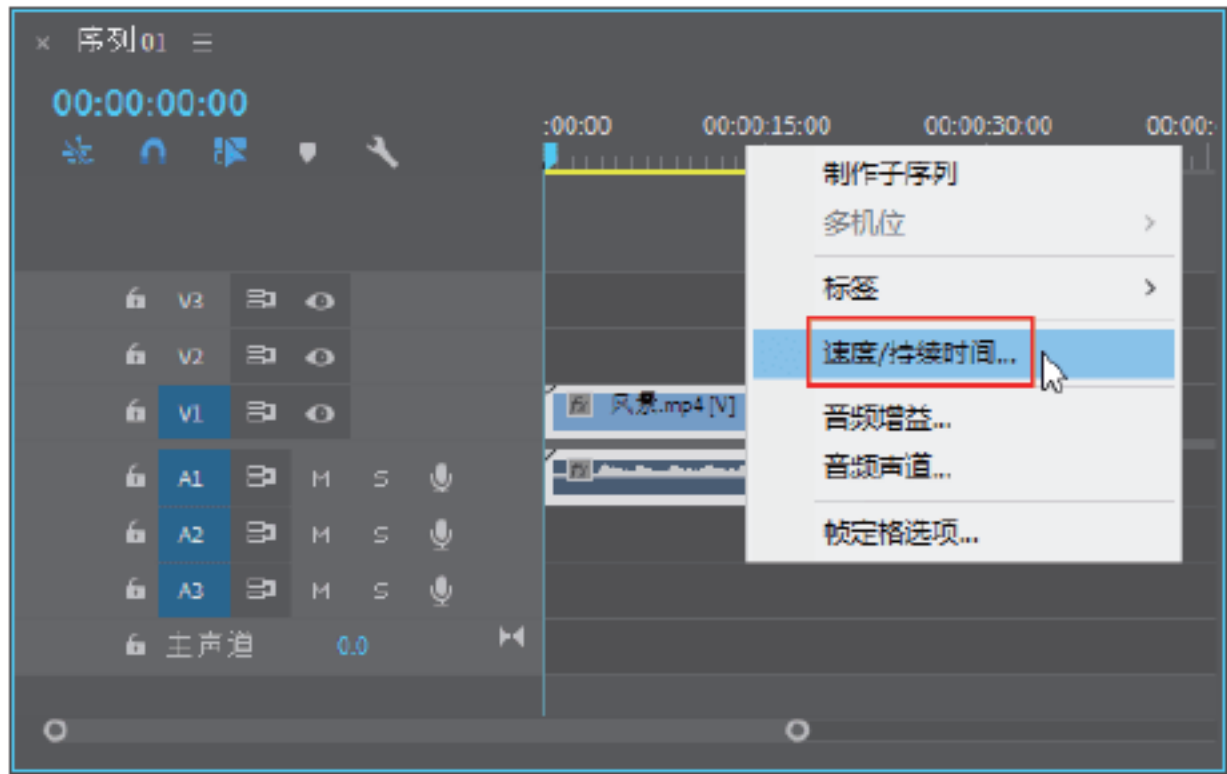 × 序列01 ≡
00:00:00:00
:00:00 00:00:15:00 00:00:30:00 00:00:
制作子序列
多机位 >
标签 >
速度/持续时间...
音频增益...
音频声道...
帧定格选项...
V3
V2
V1 fx 风景.mp4 [V]
A1 M S fx
A2 M S
A3 M S
主声道 0.0